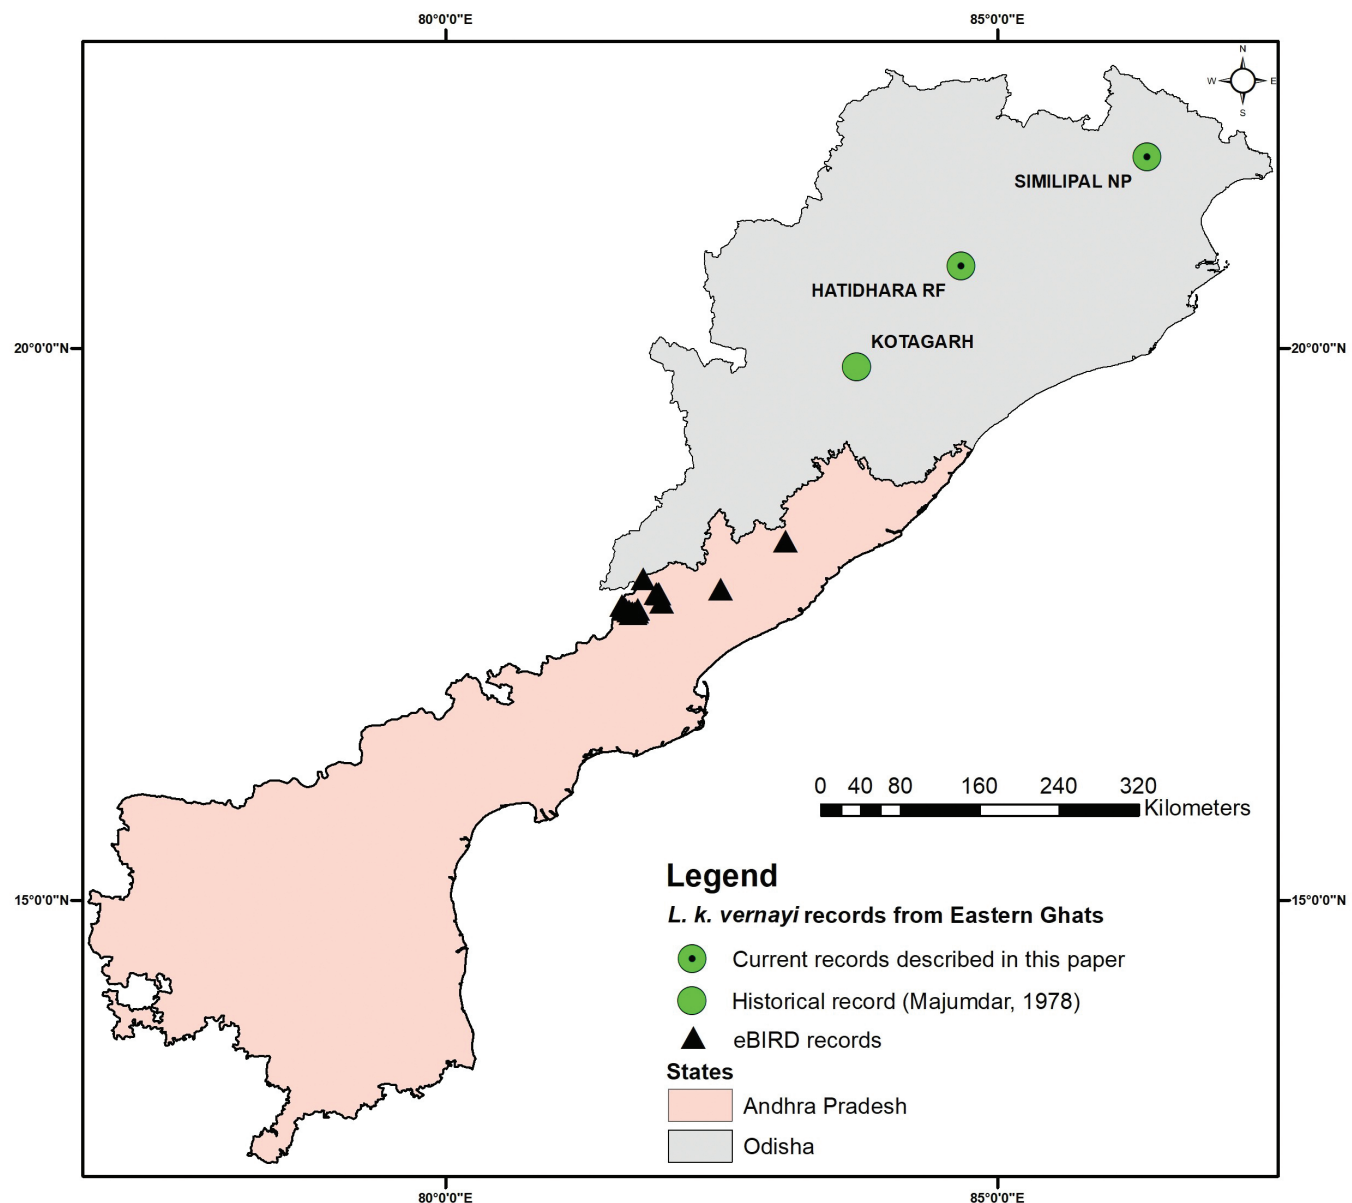 80°0'0"E 85°0'0"E
N
W E
S
SIMILIPAL NP
HATIDHARA RF
KOTAGARH
20°0'0"N 20°0'0"N
0 40 80 160 240 320
Kilometers
Legend
L. k. vernayi records from Eastern Ghats
15°0'0"N 15°0'0"N
Current records described in this paper
Historical record (Majumdar, 1978)
eBIRD records
States
Andhra Pradesh
Odisha
80°0'0"E 85°0'0"E